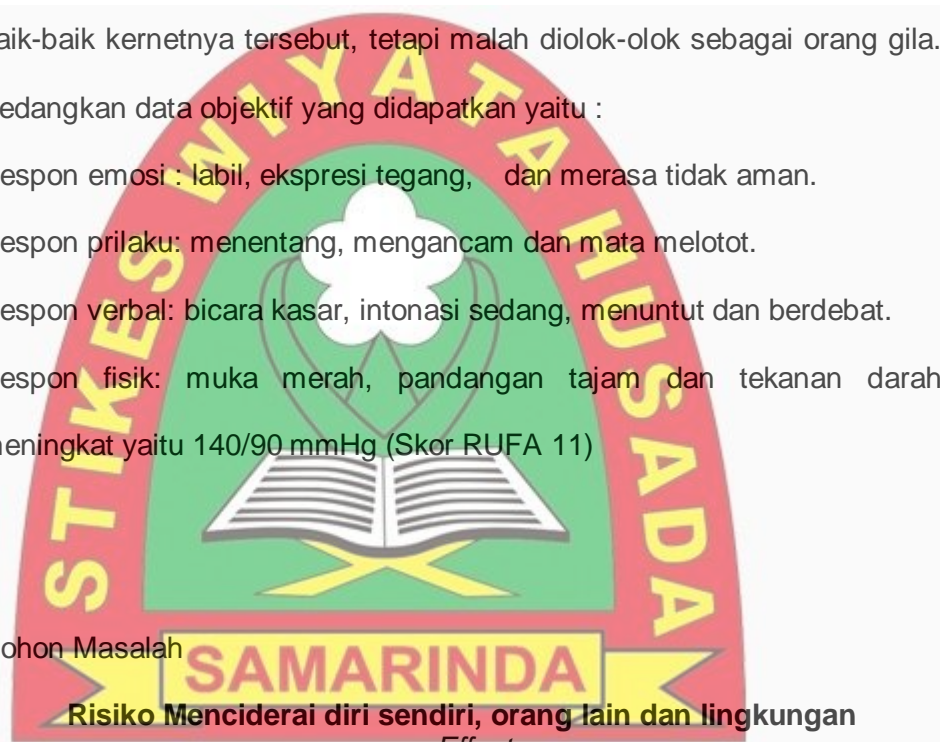 aik-baik kernetnya tersebut, tetapi malah diolok-olok sebagai orang gila.
edangkan data objektif yang didapatkan yaitu :
espon emosi : labil, ekspresi tegang, dan merasa tidak aman.
espon prilaku: menentang, mengancam dan mata melotot.
espon verbal: bicara kasar, intonasi sedang, menuntut dan berdebat.
espon fisik: muka merah, pandangan tajam dan tekanan darah
eningkat yaitu 140/90 mmHg (Skor RUFA 11)
STIKES WIYATA HUSADA
ohon Masalah
SAMARINDA
Risiko Menciderai diri sendiri, orang lain dan lingkungan